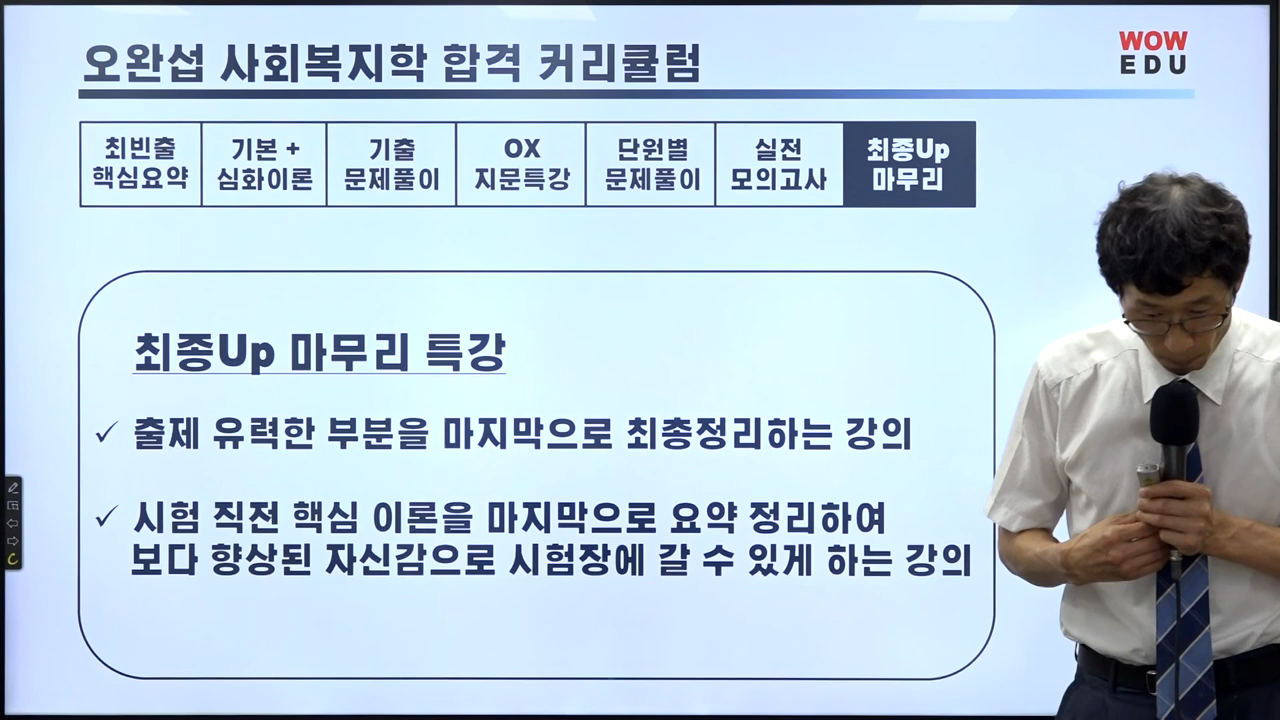 오완섭 사회복지학 합격 커리큘럼
WOW
EDU
최빈출
핵심요약
기본 +
심화이론
기출
문제풀이
OX
지문특강
단원별
문제풀이
실전
모의고사
최종Up
마무리
최종Up 마무리 특강
✓ 출제 유력한 부분을 마지막으로 최종정리하는 강의
✓ 시험 직전 핵심 이론을 마지막으로 요약 정리하여
보다 향상된 자신감으로 시험장에 갈 수 있게 하는 강의